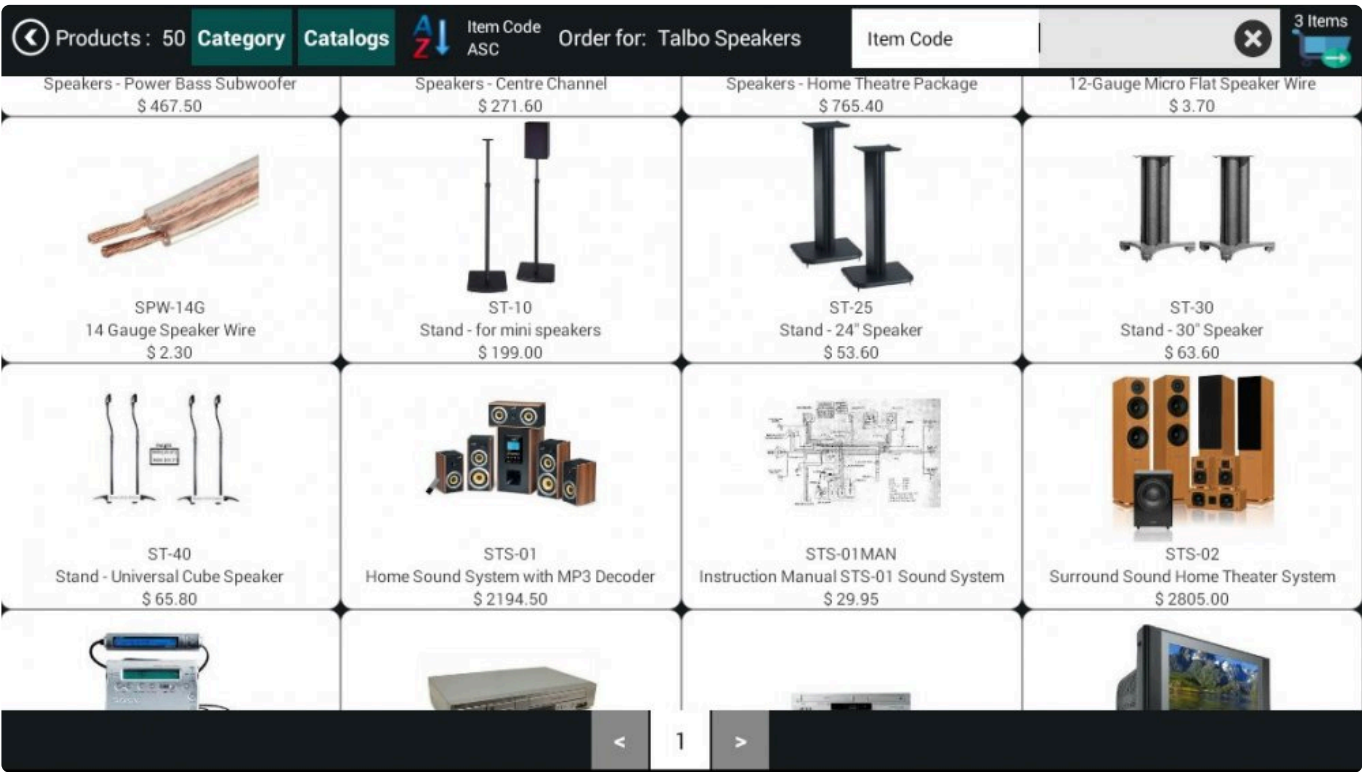 Products : 50 Category Catalogs
A
Z
Item Code
ASC
Order for: Talbo Speakers
Item Code
3 Items
Speakers - Power Bass Subwoofer
$ 467.50
Speakers - Centre Channel
$ 271.60
Speakers - Home Theatre Package
$ 765.40
12-Gauge Micro Flat Speaker Wire
$ 3.70
SPW-14G
14 Gauge Speaker Wire
$ 2.30
ST-10
Stand - for mini speakers
$ 199.00
ST-25
Stand - 24" Speaker
$ 53.60
ST-30
Stand - 30" Speaker
$ 63.60
ST-40
Stand - Universal Cube Speaker
$ 65.80
STS-01
Home Sound System with MP3 Decoder
$ 2194.50
STS-01MAN
Instruction Manual STS-01 Sound System
$ 29.95
STS-02
Surround Sound Home Theater System
$ 2805.00
< 1 >